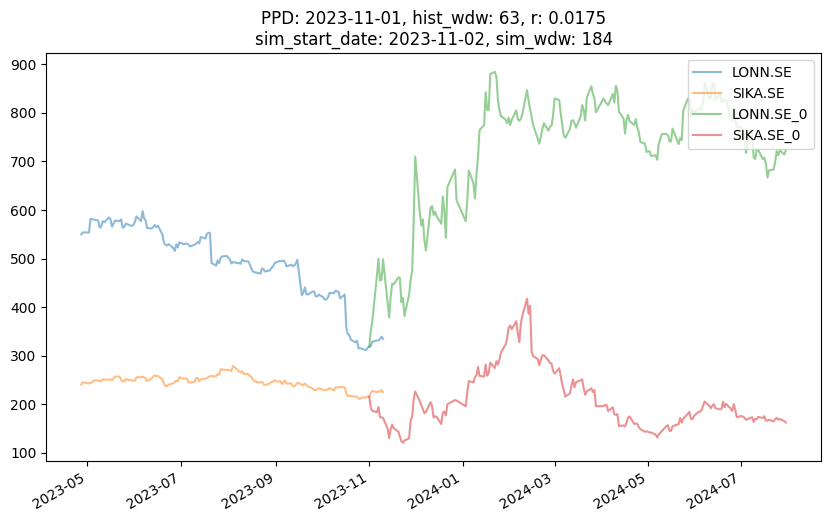 PPD: 2023-11-01, hist_wdw: 63, r: 0.0175
sim_start_date: 2023-11-02, sim_wdw: 184
900
800
700
600
500
400
300
200
100
LONN.SE
SIKA.SE
LONN.SE_0
SIKA.SE_0
2023-05
2023-07
2023-09
2023-11
2024-01
2024-03
2024-05
2024-07